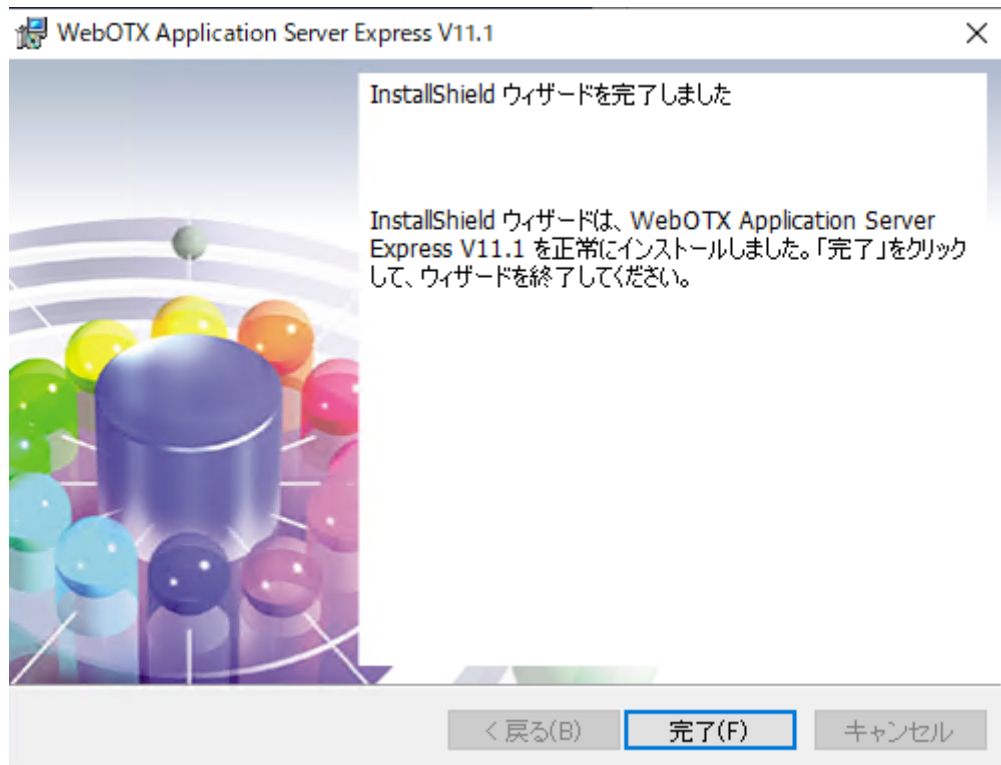 WebOTX Application Server Express V11.1
InstallShield ウィザードを完了しました
InstallShield ウィザードは、WebOTX Application Server
Express V11.1 を正常にインストールしました。「完了」をクリック
して、ウィザードを終了してください。
< 戻る(B)
完了(F)
キャンセル